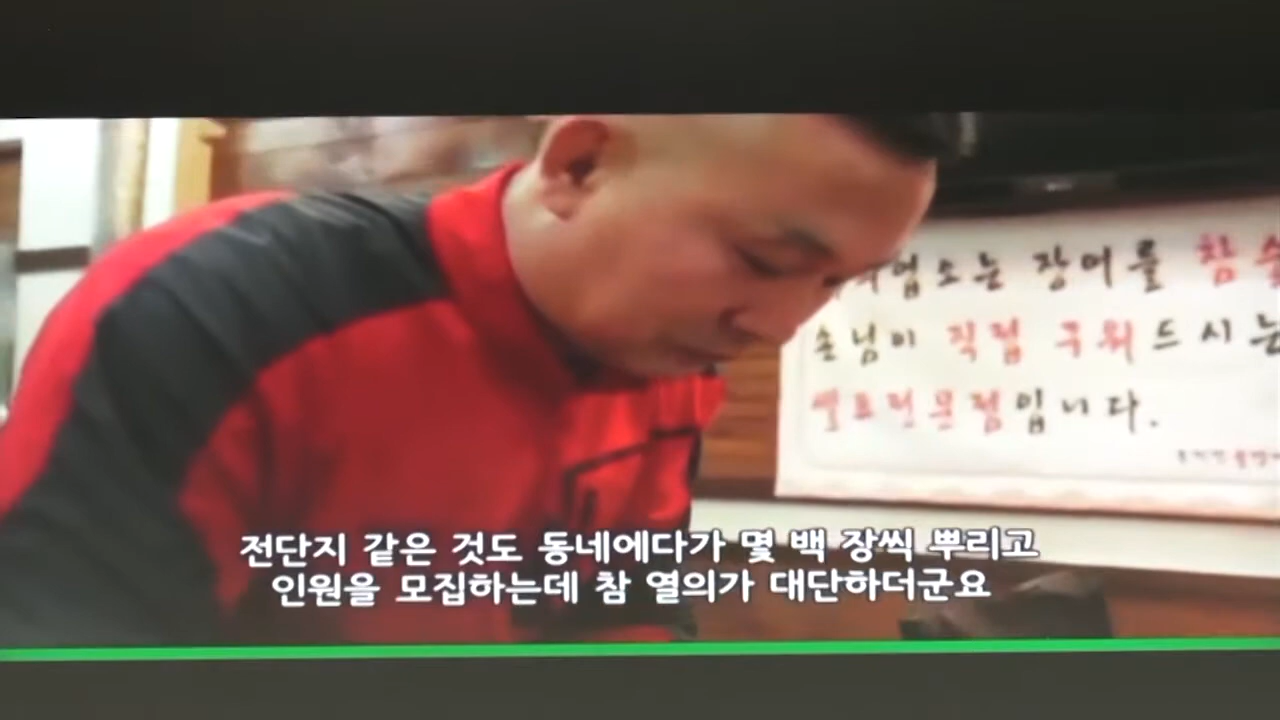 업소는 장어를 참숯
손님이 직접 구워드시는
셀프전문점입니다.
전단지 같은 것도 동네에다가 몇 백 장씩 뿌리고
인원을 모집하는데 참 열의가 대단하더군요